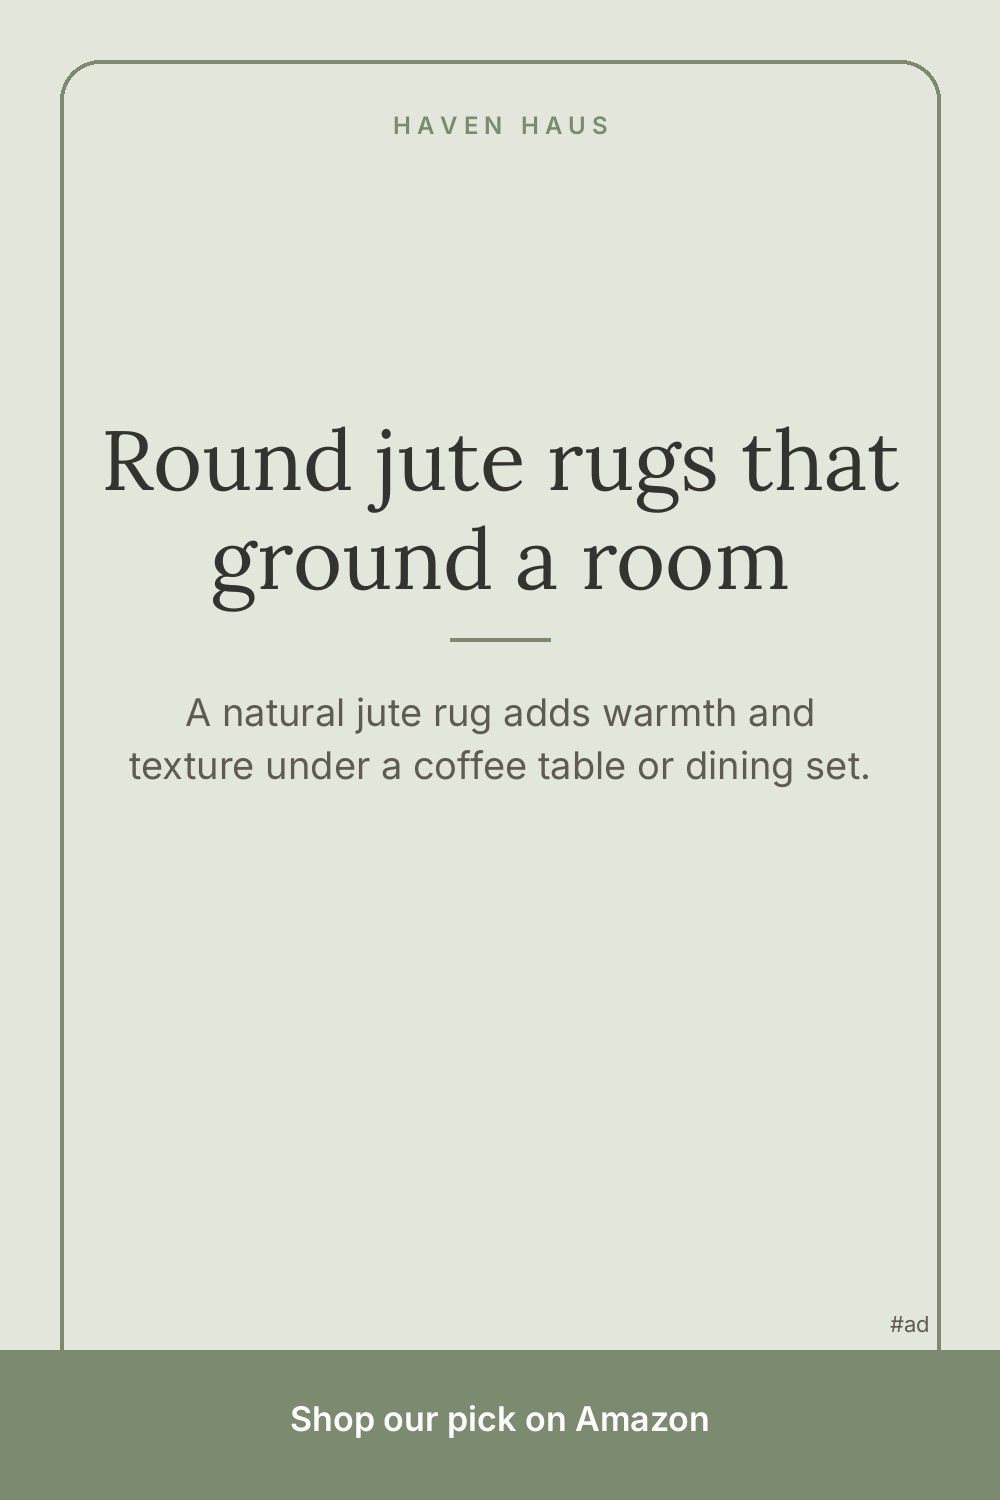 HAVEN HAUS
Round jute rugs that
ground a room
A natural jute rug adds warmth and
texture under a coffee table or dining set.
#ad
Shop our pick on Amazon